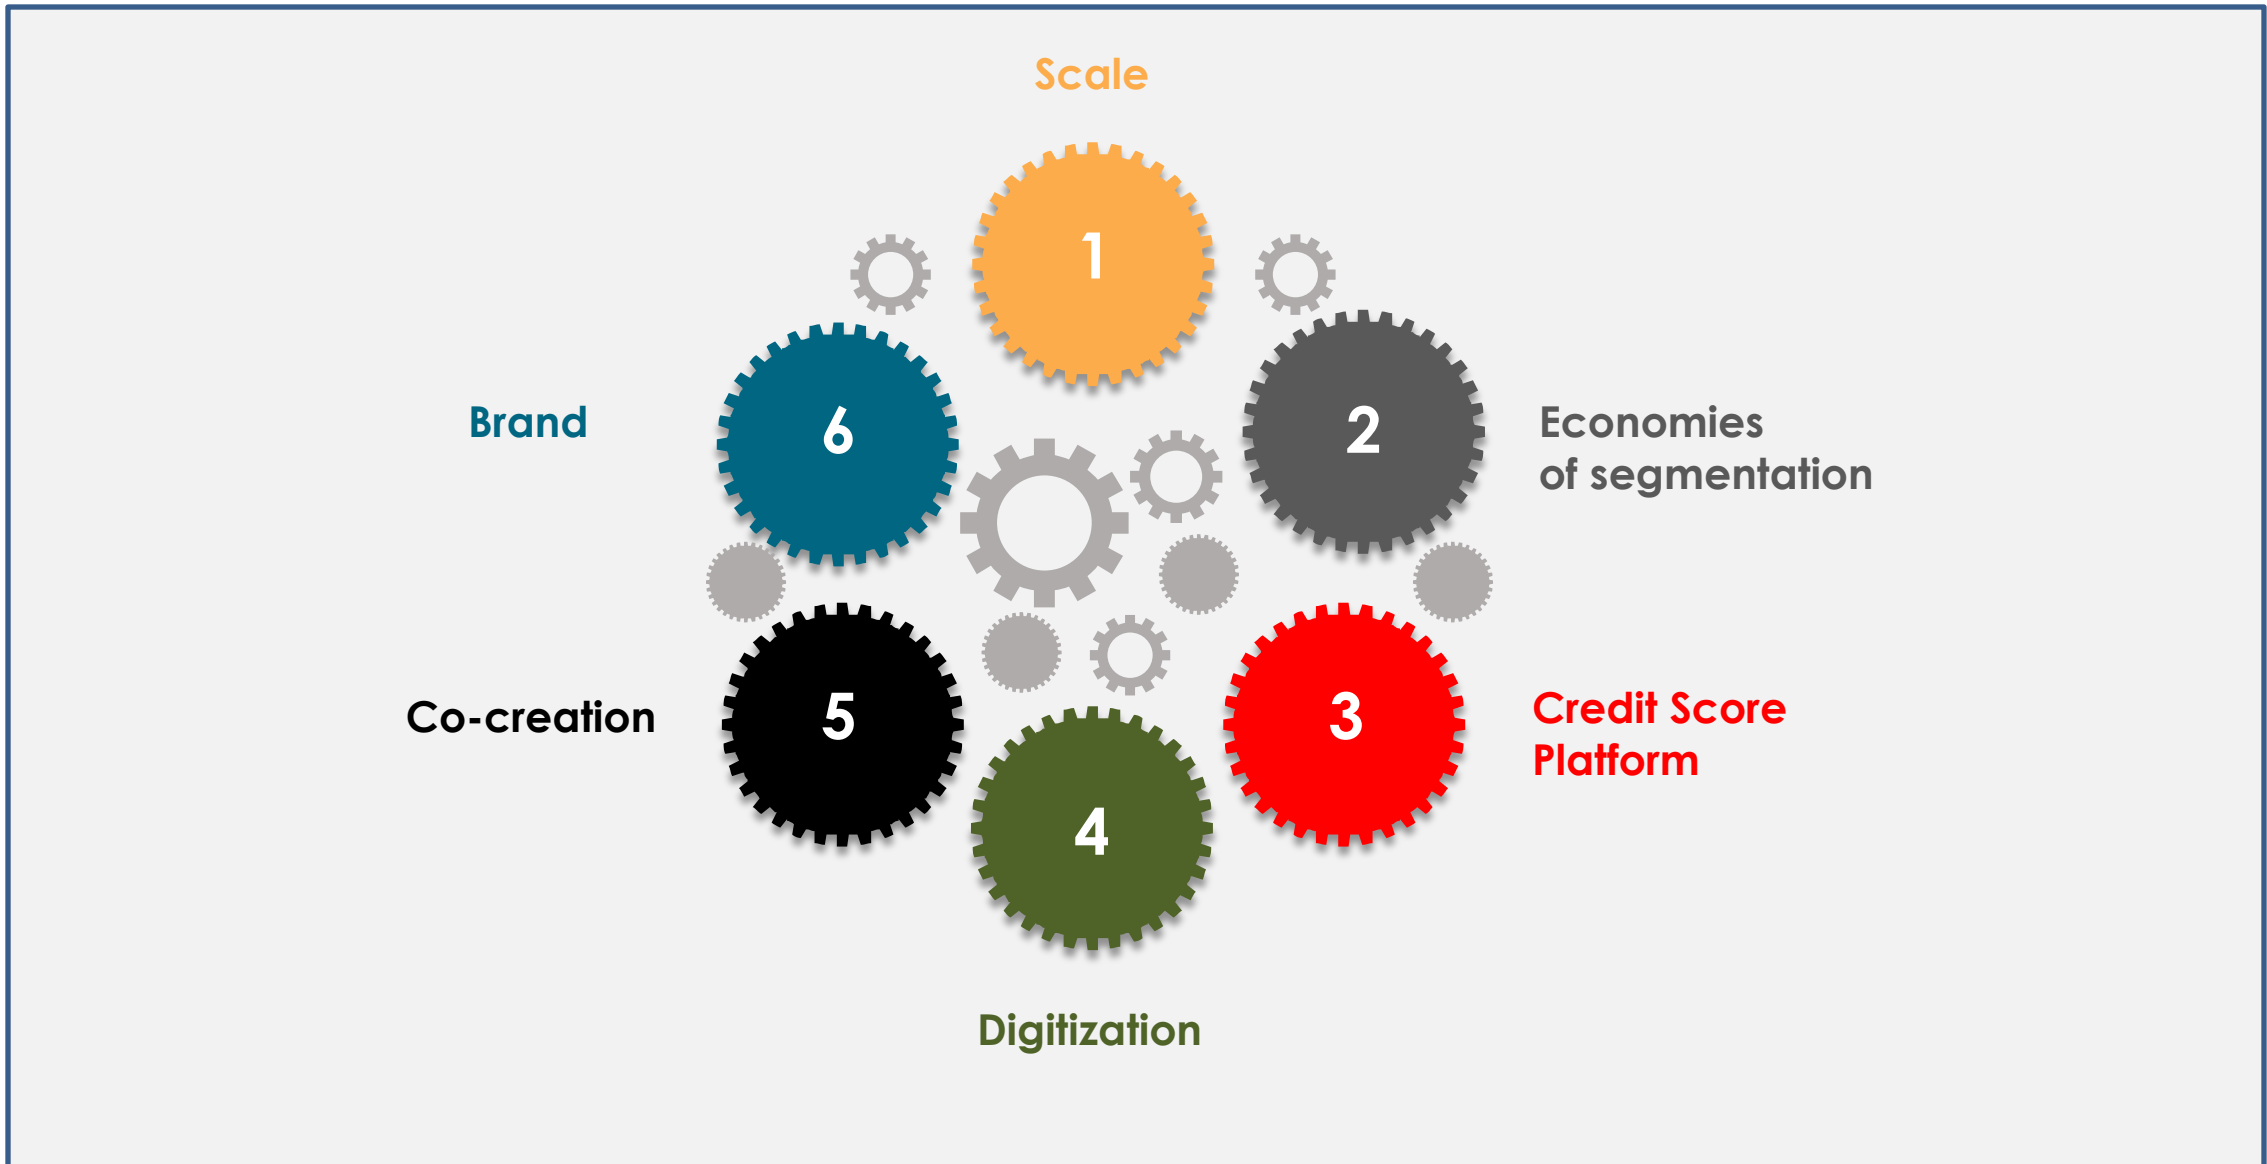 Scale
1
2
Economies
of segmentation
3
Credit Score
Platform
4
Digitization
5
Co-creation
6
Brand